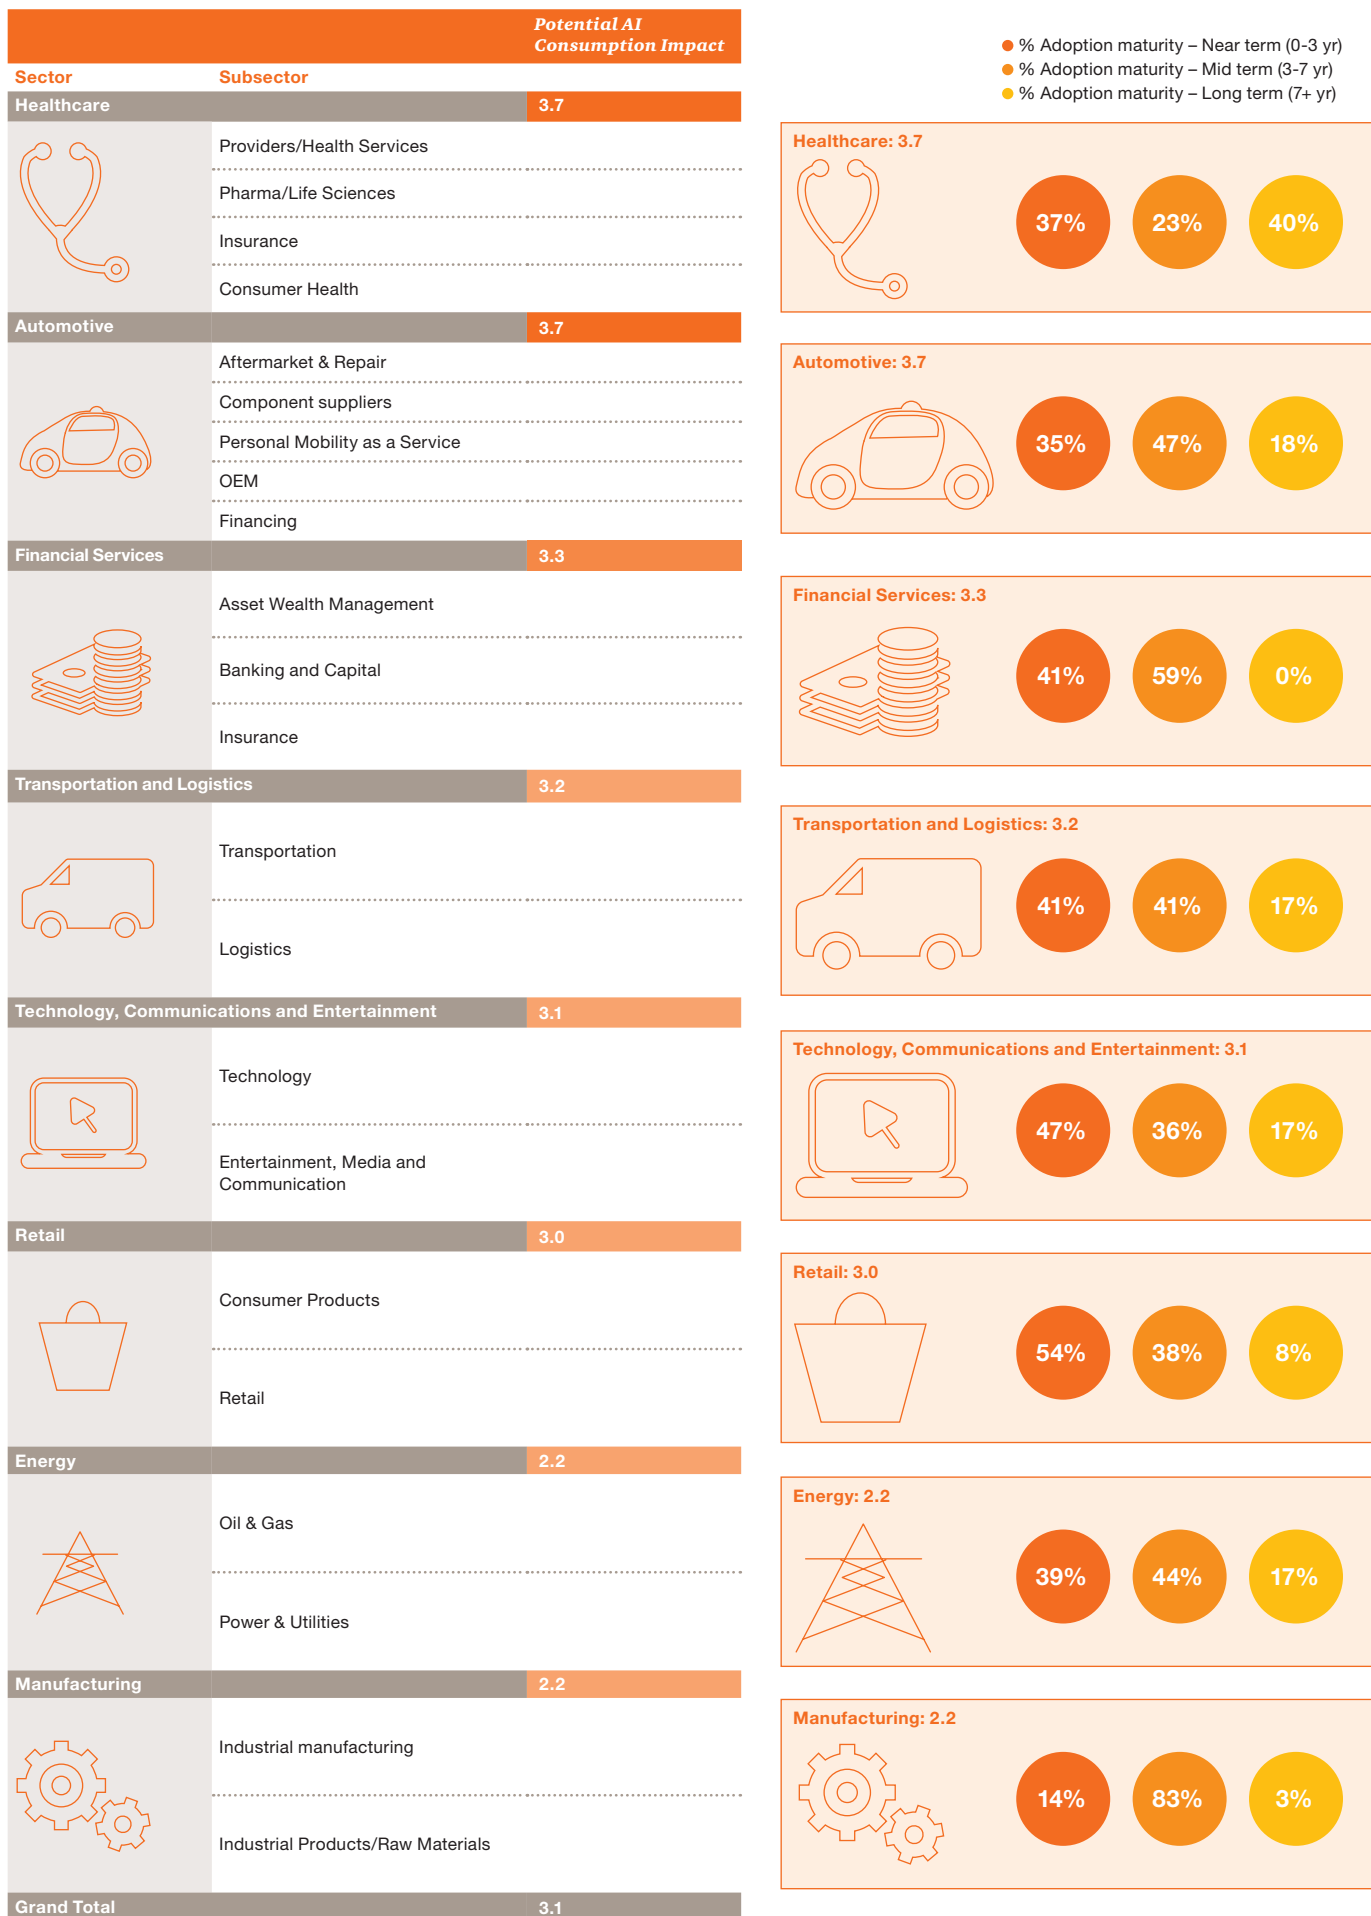 Potential AI
Consumption Impact
Sector Subsector
Healthcare 3.7
Providers/Health Services
Pharma/Life Sciences
Insurance
Consumer Health
Automotive 3.7
Aftermarket & Repair
Component suppliers
Personal Mobility as a Service
OEM
Financing
Financial Services 3.3
Asset Wealth Management
Banking and Capital
Insurance
Transportation and Logistics 3.2
Transportation
Logistics
Technology, Communications and Entertainment 3.1
Technology
Entertainment, Media and
Communication
Retail 3.0
Consumer Products
Retail
Energy 2.2
Oil & Gas
Power & Utilities
Manufacturing 2.2
Industrial manufacturing
Industrial Products/Raw Materials
Grand Total 3.1
% Adoption maturity – Near term (0-3 yr)
% Adoption maturity – Mid term (3-7 yr)
% Adoption maturity – Long term (7+ yr)
Healthcare: 3.7
37% 23% 40%
Automotive: 3.7
35% 47% 18%
Financial Services: 3.3
41% 59% 0%
Transportation and Logistics: 3.2
41% 41% 17%
Technology, Communications and Entertainment: 3.1
47% 36% 17%
Retail: 3.0
54% 38% 8%
Energy: 2.2
39% 44% 17%
Manufacturing: 2.2
14% 83% 3%